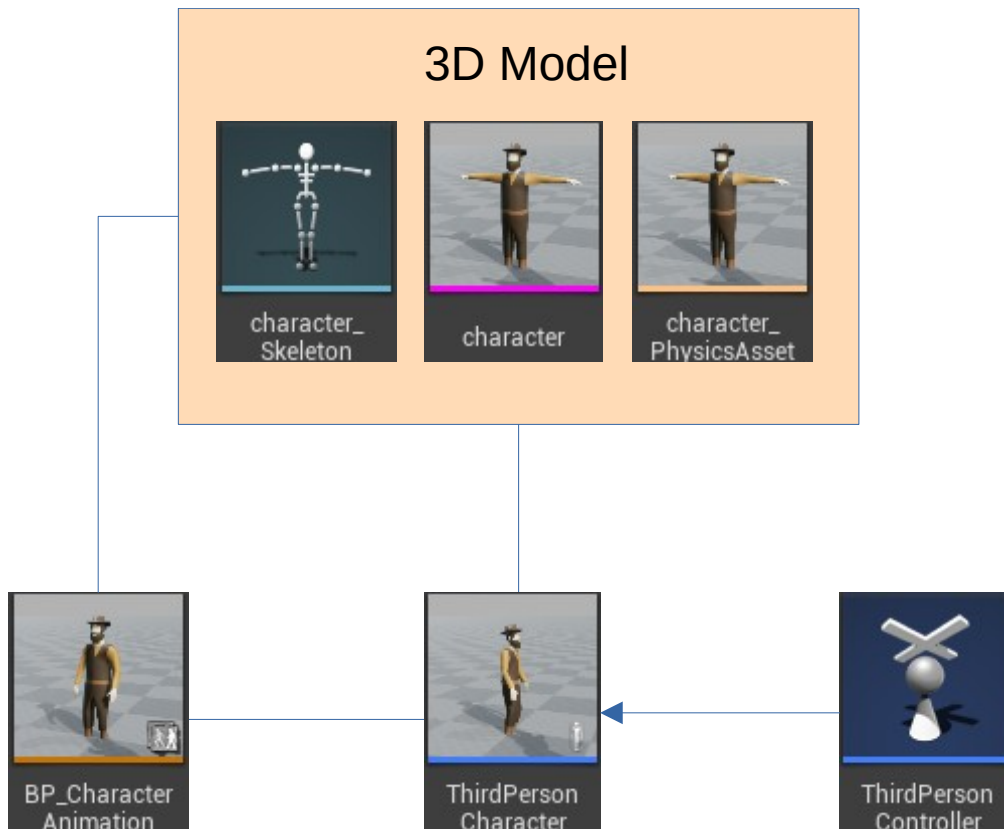 3D Model
character_
Skeleton
character
character_
PhysicsAsset
BP_Character
Animation
ThirdPerson
Character
ThirdPerson
Controller